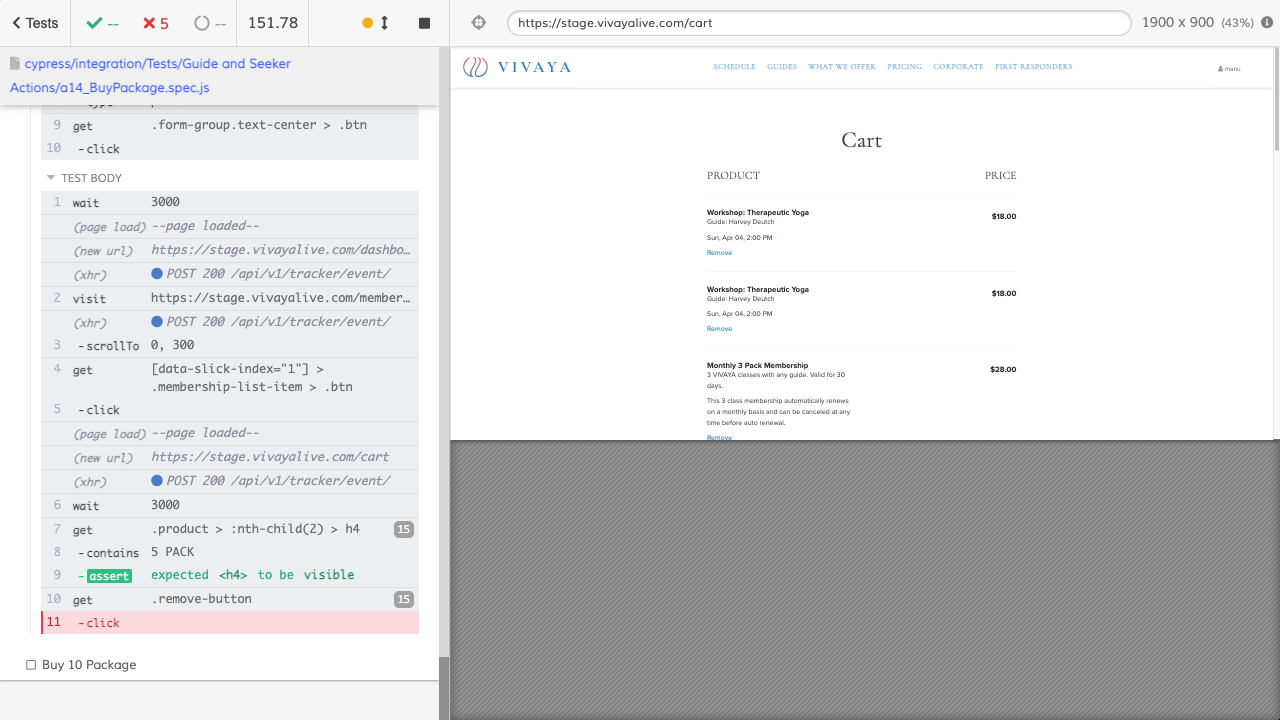 Tests
--
5
--
151.78
https://stage.vivayalive.com/cart
1900 x 900 (43%)
cypress/integration/Tests/Guide and Seeker
Actions/a14_BuyPackage.spec.js
9 get .form-group.text-center > .btn
10 -click
TEST BODY
1 wait 3000
(page load) --page loaded--
(new url) https://stage.vivayalive.com/dashbo…
(xhr) POST 200 /api/v1/tracker/event/
2 visit https://stage.vivayalive.com/member…
(xhr) POST 200 /api/v1/tracker/event/
3 -scrollTo 0, 300
4 get [data-slick-index="1"] >
.membership-list-item > .btn
5 -click
(page load) --page loaded--
(new url) https://stage.vivayalive.com/cart
(xhr) POST 200 /api/v1/tracker/event/
6 wait 3000
7 get .product > :nth-child(2) > h4 15
8 -contains 5 PACK
9 -assert expected <h4> to be visible
10 get .remove-button 15
11 -click
Buy 10 Package
VIVAYA
SCHEDULE GUIDES WHAT WE OFFER PRICING CORPORATE FIRST RESPONDERS
manu
Cart
PRODUCT PRICE
Workshop: Therapeutic Yoga $18.00
Guide: Harvey Deutch
Sun, Apr 04, 2:00 PM
Remove
Workshop: Therapeutic Yoga $18.00
Guide: Harvey Deutch
Sun, Apr 04, 2:00 PM
Remove
Monthly 3 Pack Membership $28.00
3 VIVAYA classes with any guide. Valid for 30
days.
This 3 class membership automatically renews
on a monthly basis and can be canceled at any
time before auto renewal.
Remove